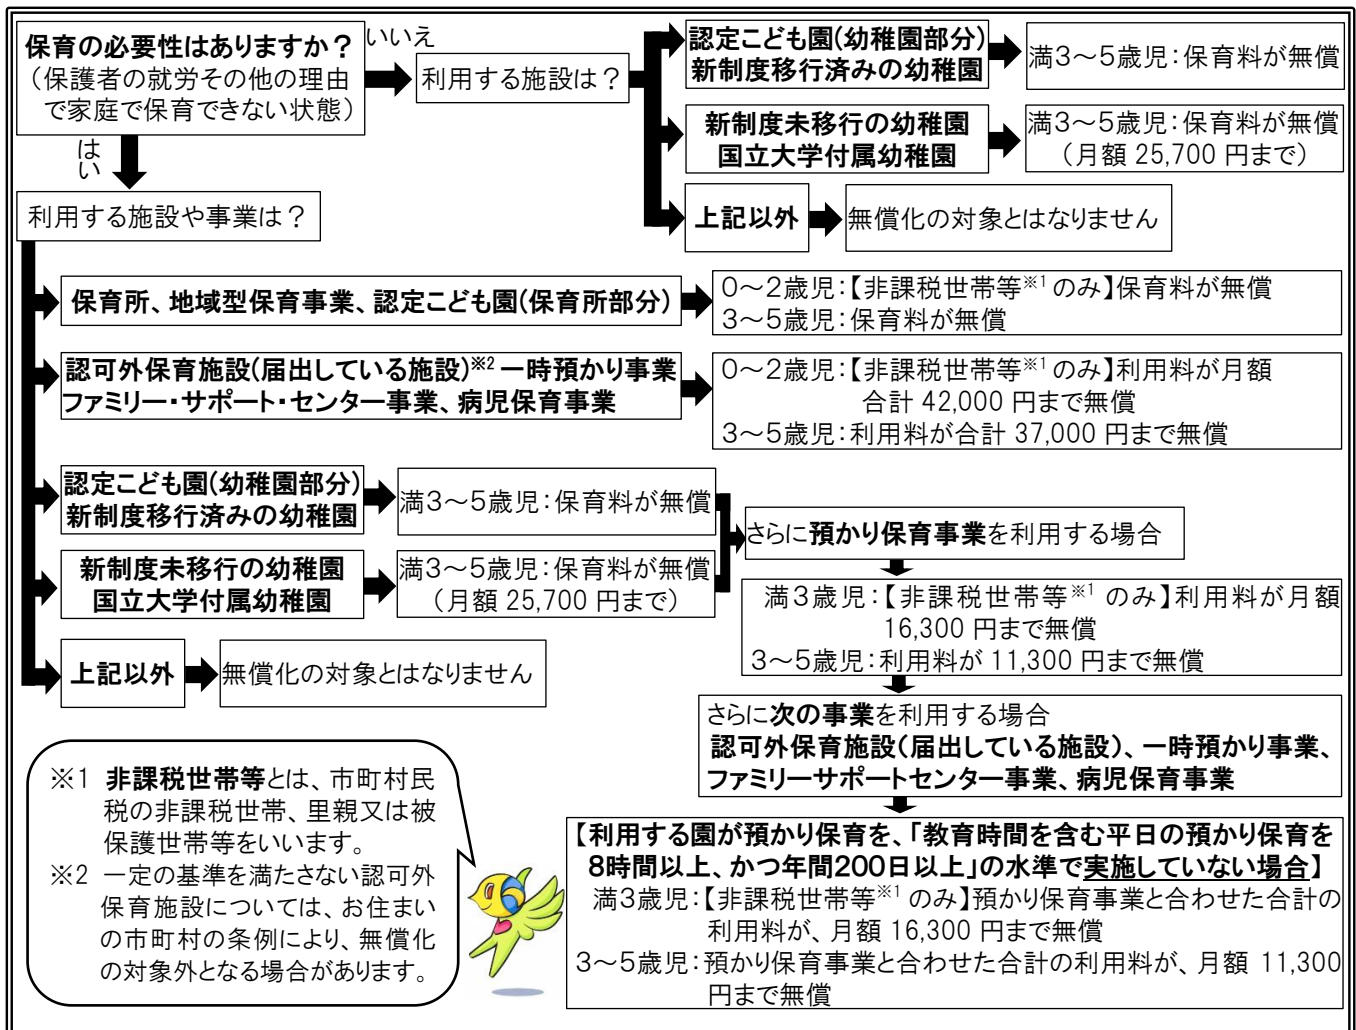 保育の必要性はありますか？
（保護者の就労その他の理由
で家庭で保育できない状態）
いいえ
利用する施設は？
認定こども園(幼稚園部分)
新制度移行済みの幼稚園
満３～５歳児：保育料が無償
新制度未移行の幼稚園
国立大学付属幼稚園
満３～５歳児：保育料が無償
（月額 25,700 円まで）
上記以外
無償化の対象とはなりません
はい
利用する施設や事業は？
保育所、地域型保育事業、認定こども園(保育所部分)
０～２歳児：【非課税世帯等※1 のみ】保育料が無償
３～５歳児：保育料が無償
認可外保育施設(届出している施設)※2 一時預かり事業
ファミリー・サポート・センター事業、病児保育事業
０～２歳児：【非課税世帯等※1 のみ】利用料が月額
合計 42,000 円まで無償
３～５歳児：利用料が合計 37,000 円まで無償
認定こども園(幼稚園部分)
新制度移行済みの幼稚園
満３～５歳児：保育料が無償
新制度未移行の幼稚園
国立大学付属幼稚園
満３～５歳児：保育料が無償
（月額 25,700 円まで）
さらに預かり保育事業を利用する場合
満３歳児：【非課税世帯等※1 のみ】利用料が月額
16,300 円まで無償
３～５歳児：利用料が 11,300 円まで無償
上記以外
無償化の対象とはなりません
さらに次の事業を利用する場合
認可外保育施設（届出している施設）、一時預かり事業、
ファミリーサポートセンター事業、病児保育事業
【利用する園が預かり保育を、「教育時間を含む平日の預かり保育を
８時間以上、かつ年間２００日以上」の水準で実施していない場合】
満３歳児：【非課税世帯等※1 のみ】預かり保育事業と合わせた合計の
利用料が、月額 16,300 円まで無償
３～５歳児：預かり保育事業と合わせた合計の利用料が、月額 11,300
円まで無償
※１ 非課税世帯等とは、市町村民
税の非課税世帯、里親又は被
保護世帯等をいいます。
※２ 一定の基準を満たさない認可外
保育施設については、お住まい
の市町村の条例により、無償化
の対象外となる場合があります。